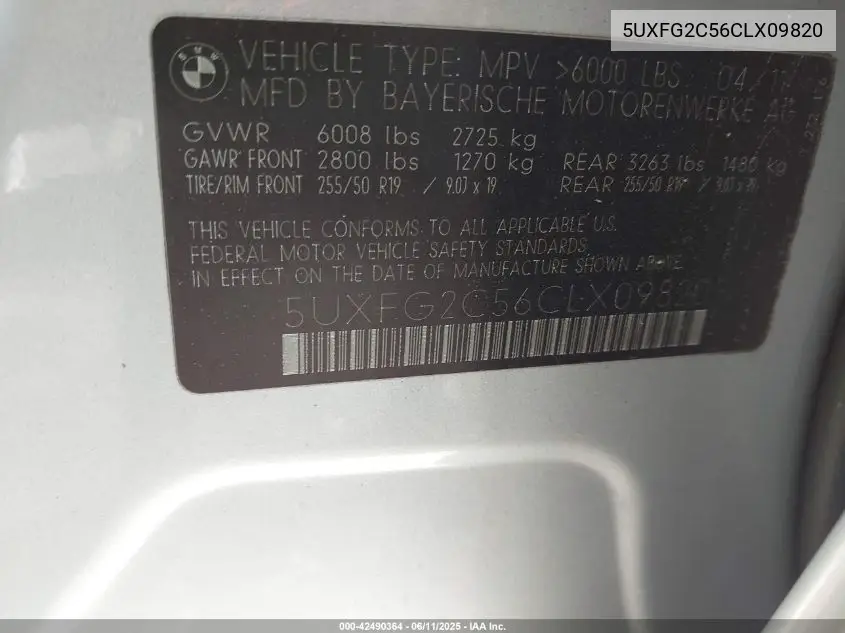 5UXFG2C56CLX09820
BMW
VEHICLE TYPE: MPV >6000 LBS. 04/11
MFD BY BAYERISCHE MOTORENWERKE AG
GVWR 6008 lbs 2725 kg
GAWR FRONT 2800 lbs 1270 kg REAR 3263 lbs 1480 kg
TIRE/RIM FRONT 255/50 R19 / 9.0J x 19 REAR 255/50 R19 / 9.0J x 19
THIS VEHICLE CONFORMS TO ALL APPLICABLE U.S.
FEDERAL MOTOR VEHICLE SAFETY STANDARDS
IN EFFECT ON THE DATE OF MANUFACTURE SHOWN ABOVE.
5UXFG2C56CLX09820
000-42490364 - 06/11/2025 - IAA Inc.